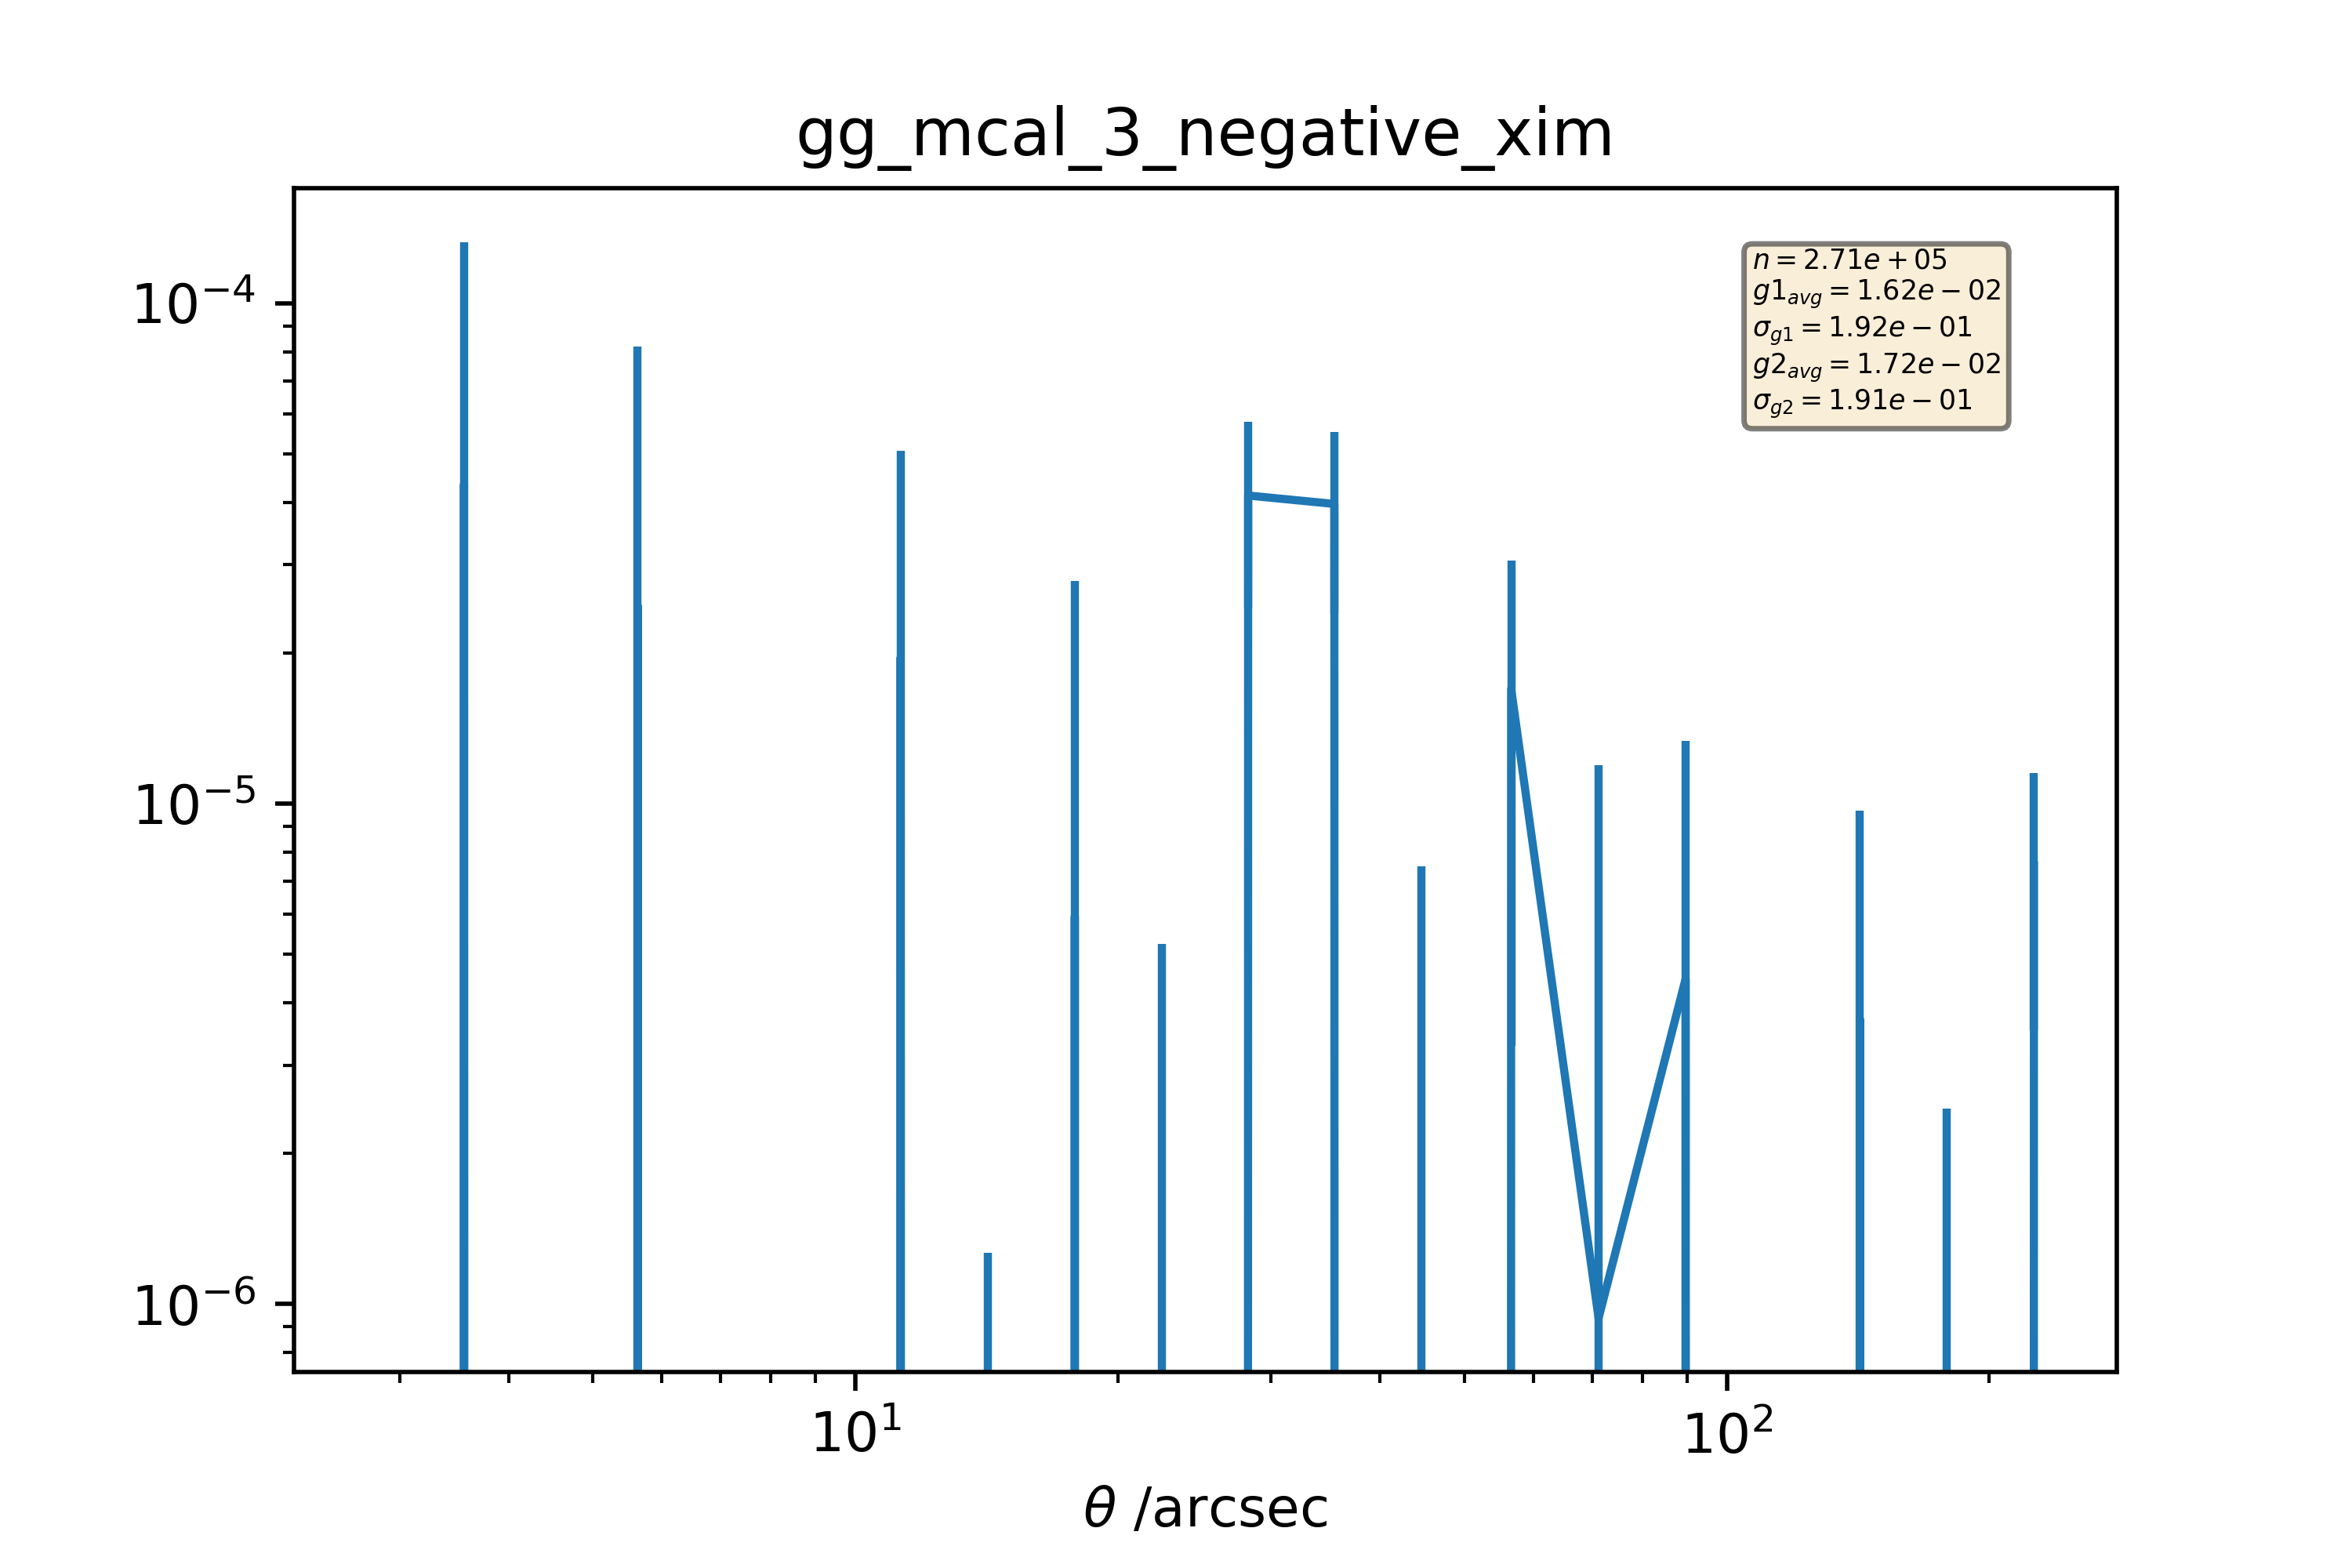 gg_mcal_3_negative_xim
n = 2.71e + 05
g1avg = 1.62e − 02
σg1 = 1.92e − 01
g2avg = 1.72e − 02
σg2 = 1.91e − 01
10−4
10−5
10−6
101
102
θ /arcsec